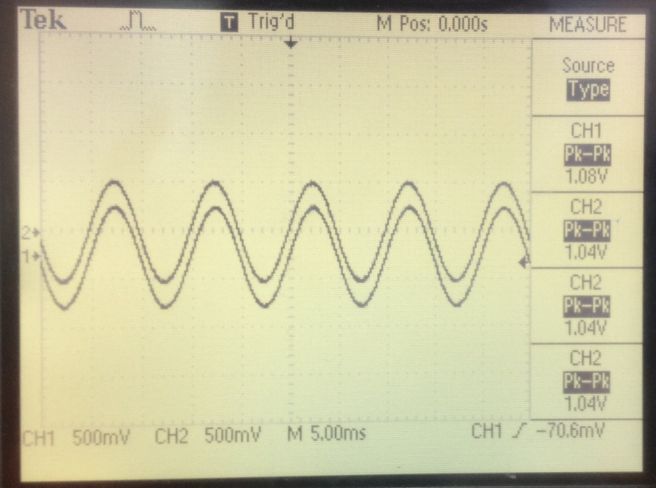 Tek T Trig'd M Pos: 0.000s MEASURE
Source
Type
CH1
Pk-Pk
1.08V
CH2
Pk-Pk
1.04V
CH2
Pk-Pk
1.04V
CH2
Pk-Pk
1.04V
2
1
CH1 500mV CH2 500mV M 5.00ms CH1 -70.6mV